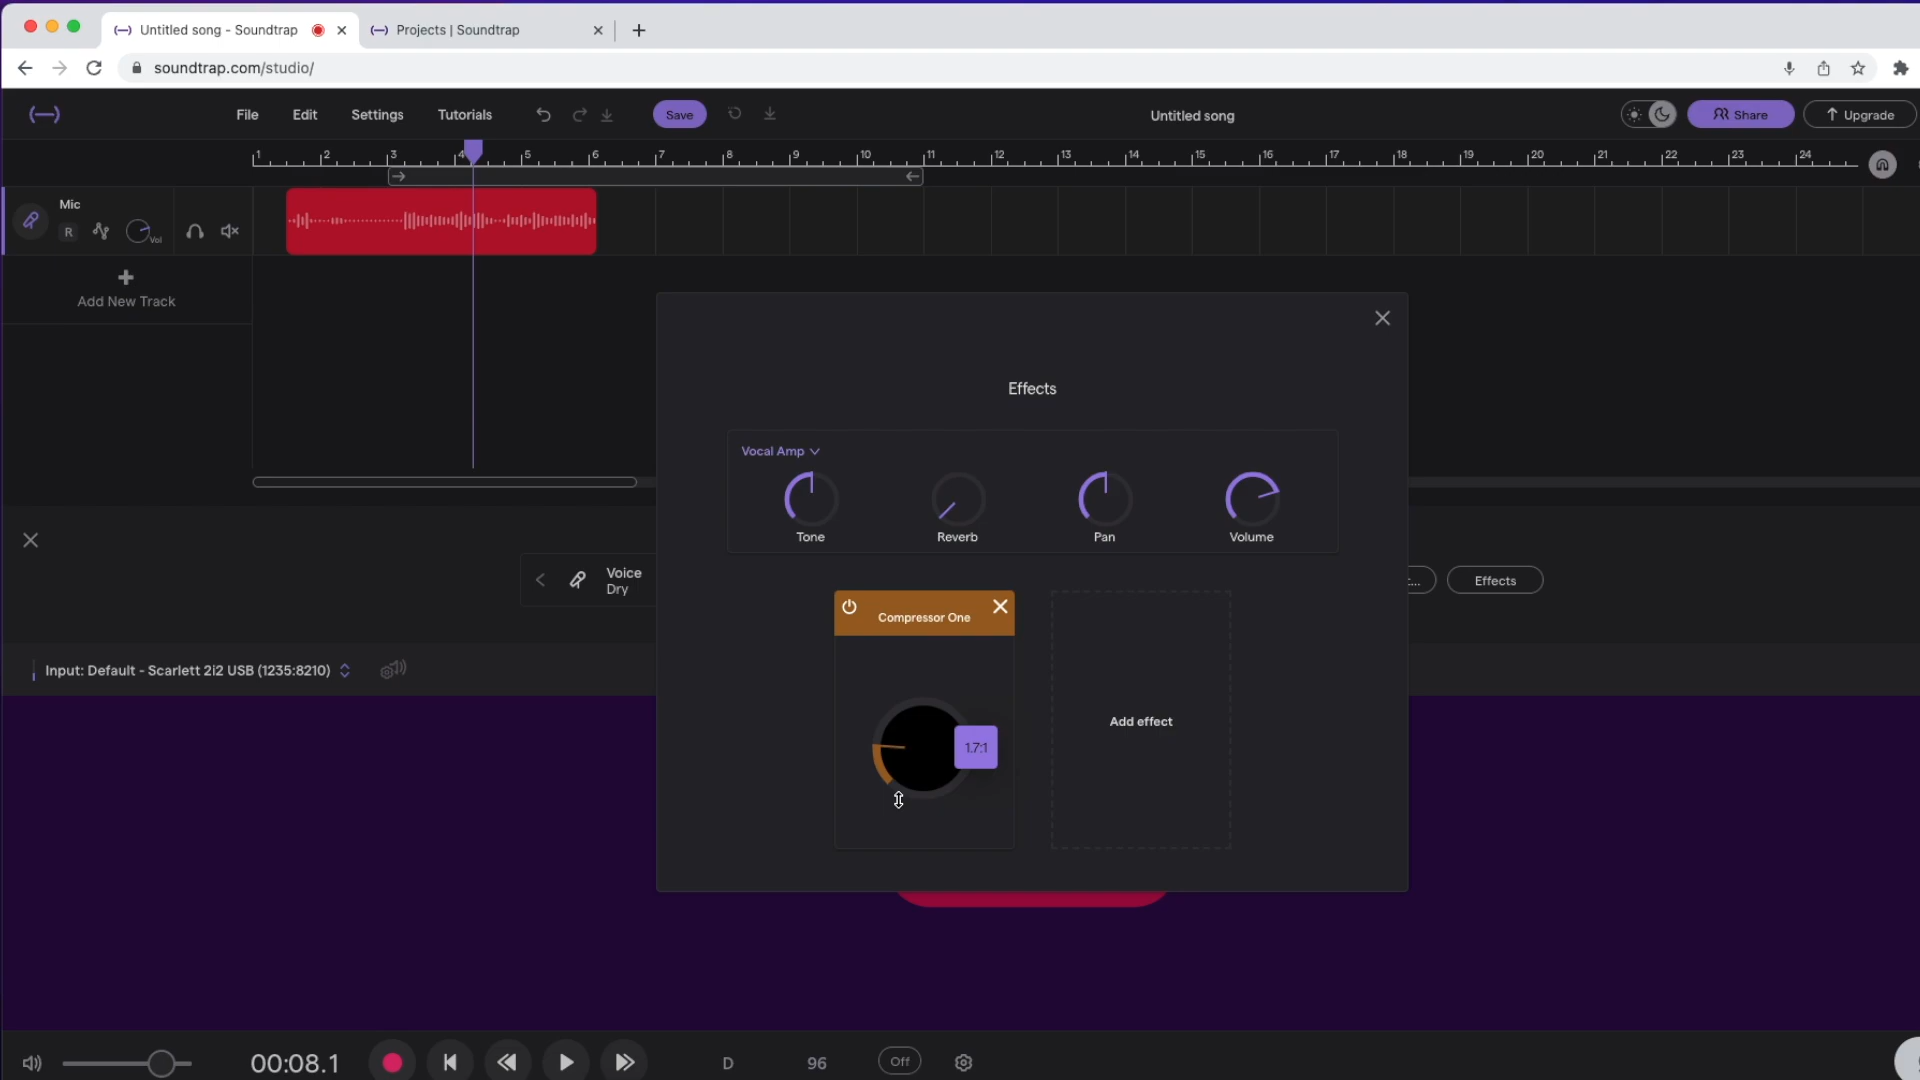 Untitled song - Soundtrap
Projects | Soundtrap
soundtrap.com/studio/
File Edit Settings Tutorials Save Untitled song Share Upgrade
1 2 3 4 5 6 7 8 9 10 11 12 13 14 15 16 17 18 19 20 21 22 23 24
Mic
R Vol
Add New Track
Effects
Vocal Amp
Tone Reverb Pan Volume
Voice
Dry
... Effects
Compressor One
Input: Default - Scarlett 2i2 USB (1235:8210)
Add effect
1.7:1
00:08.1 D 96 Off